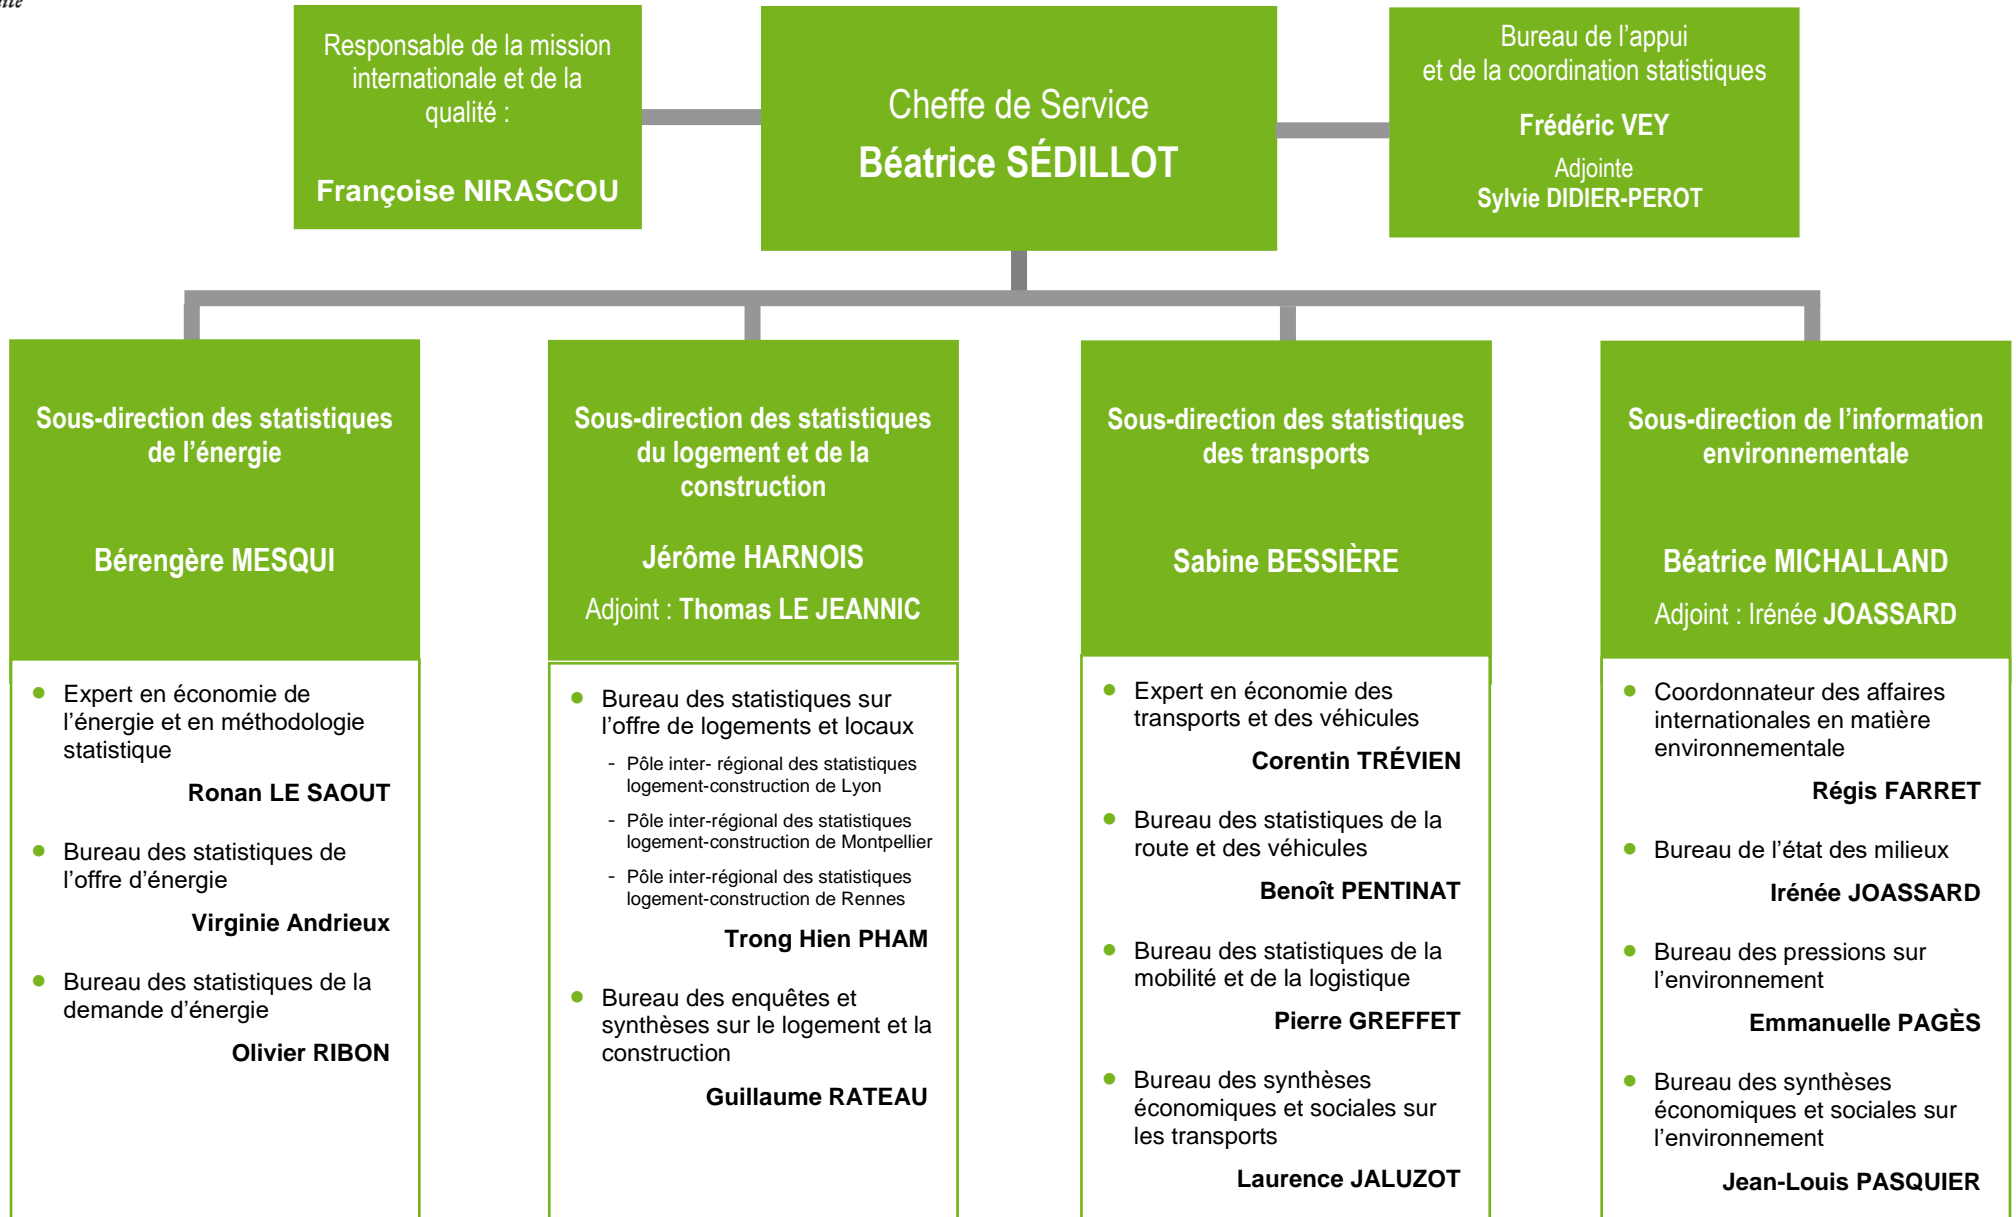 Responsable de la mission
internationale et de la
qualité :
Françoise NIRASCOU
Cheffe de Service
Béatrice SÉDILLOT
Bureau de l’appui
et de la coordination statistiques
Frédéric VEY
Adjointe
Sylvie DIDIER-PEROT
Sous-direction des statistiques
de l’énergie
Bérengère MESQUI
• Expert en économie de
l’énergie et en méthodologie
statistique
Ronan LE SAOUT
• Bureau des statistiques de
l’offre d’énergie
Virginie Andrieux
• Bureau des statistiques de la
demande d’énergie
Olivier RIBON
Sous-direction des statistiques
du logement et de la
construction
Jérôme HARNOIS
Adjoint : Thomas LE JEANNIC
• Bureau des statistiques sur
l’offre de logements et locaux
- Pôle inter- régional des statistiques
logement-construction de Lyon
- Pôle inter-régional des statistiques
logement-construction de Montpellier
- Pôle inter-régional des statistiques
logement-construction de Rennes
Trong Hien PHAM
• Bureau des enquêtes et
synthèses sur le logement et la
construction
Guillaume RATEAU
Sous-direction des statistiques
des transports
Sabine BESSIÈRE
• Expert en économie des
transports et des véhicules
Corentin TRÉVIEN
• Bureau des statistiques de la
route et des véhicules
Benoît PENTINAT
• Bureau des statistiques de la
mobilité et de la logistique
Pierre GREFFET
• Bureau des synthèses
économiques et sociales sur
les transports
Laurence JALUZOT
Sous-direction de l’information
environnementale
Béatrice MICHALLAND
Adjoint : Irénée JOASSARD
• Coordonnateur des affaires
internationales en matière
environnementale
Régis FARRET
• Bureau de l’état des milieux
Irénée JOASSARD
• Bureau des pressions sur
l’environnement
Emmanuelle PAGÈS
• Bureau des synthèses
économiques et sociales sur
l’environnement
Jean-Louis PASQUIER